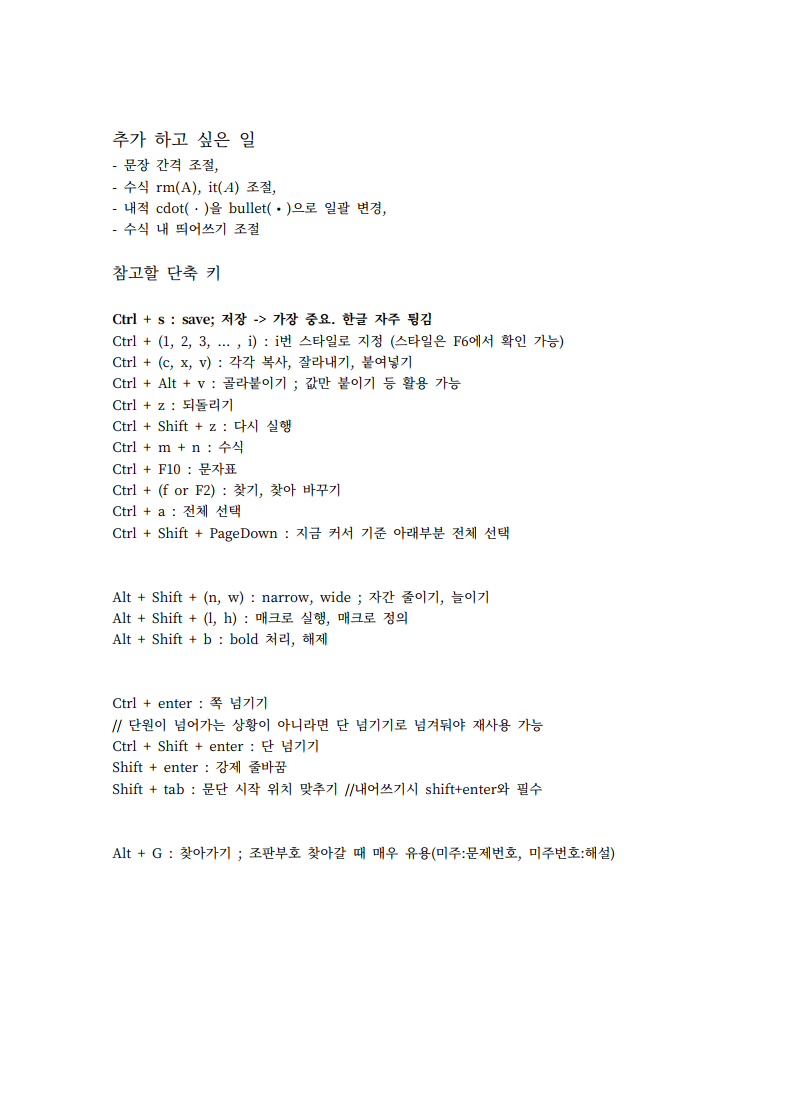 추가 하고 싶은 일
- 문장 간격 조절,
- 수식 rm(A), it(A) 조절,
- 내적 cdot( · )을 bullet( • )으로 일괄 변경,
- 수식 내 띄어쓰기 조절
참고할 단축 키
Ctrl + s : save; 저장 -> 가장 중요. 한글 자주 튕김
Ctrl + (1, 2, 3, ... , i) : i번 스타일로 지정 (스타일은 F6에서 확인 가능)
Ctrl + (c, x, v) : 각각 복사, 잘라내기, 붙여넣기
Ctrl + Alt + v : 골라붙이기 ; 값만 붙이기 등 활용 가능
Ctrl + z : 되돌리기
Ctrl + Shift + z : 다시 실행
Ctrl + m + n : 수식
Ctrl + F10 : 문자표
Ctrl + (f or F2) : 찾기, 찾아 바꾸기
Ctrl + a : 전체 선택
Ctrl + Shift + PageDown : 지금 커서 기준 아래부분 전체 선택
Alt + Shift + (n, w) : narrow, wide ; 자간 줄이기, 늘이기
Alt + Shift + (l, h) : 매크로 실행, 매크로 정의
Alt + Shift + b : bold 처리, 해제
Ctrl + enter : 쪽 넘기기
// 단원이 넘어가는 상황이 아니라면 단 넘기기로 넘겨둬야 재사용 가능
Ctrl + Shift + enter : 단 넘기기
Shift + enter : 강제 줄바꿈
Shift + tab : 문단 시작 위치 맞추기 //내어쓰기시 shift+enter와 필수
Alt + G : 찾아가기 ; 조판부호 찾아갈 때 매우 유용(미주:문제번호, 미주번호:해설)